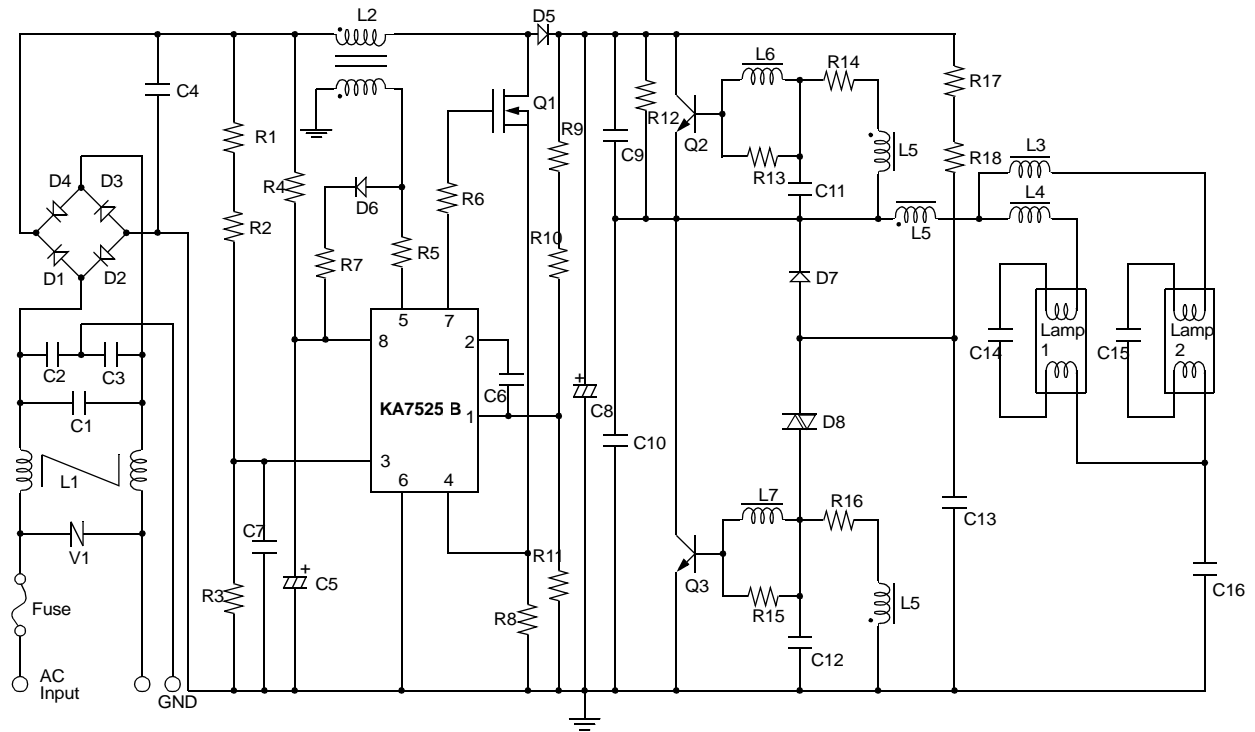 L2
D5
C4
L6
R14
R17
Q1
R9
R12
Q2
R1
C9
R18
L3
D4
D3
R13
L5
R4
D6
R6
C11
L4
R2
R10
L5
R7
R5
D1
D2
D7
5
7
8
2
Lamp
1
Lamp
2
C14
C15
C2
C3
C6
KA7525 B
1
C8
C1
D8
C10
3
6
4
L1
L7
R16
C13
C7
V1
R11
Q3
+
+
C5
R3
Fuse
R15
L5
C16
R8
C12
AC
Input
GND